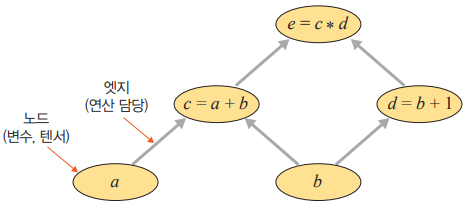 e = c * d
엣지
(연산 담당)
c = a + b
d = b + 1
노드
(변수, 텐서)
a
b